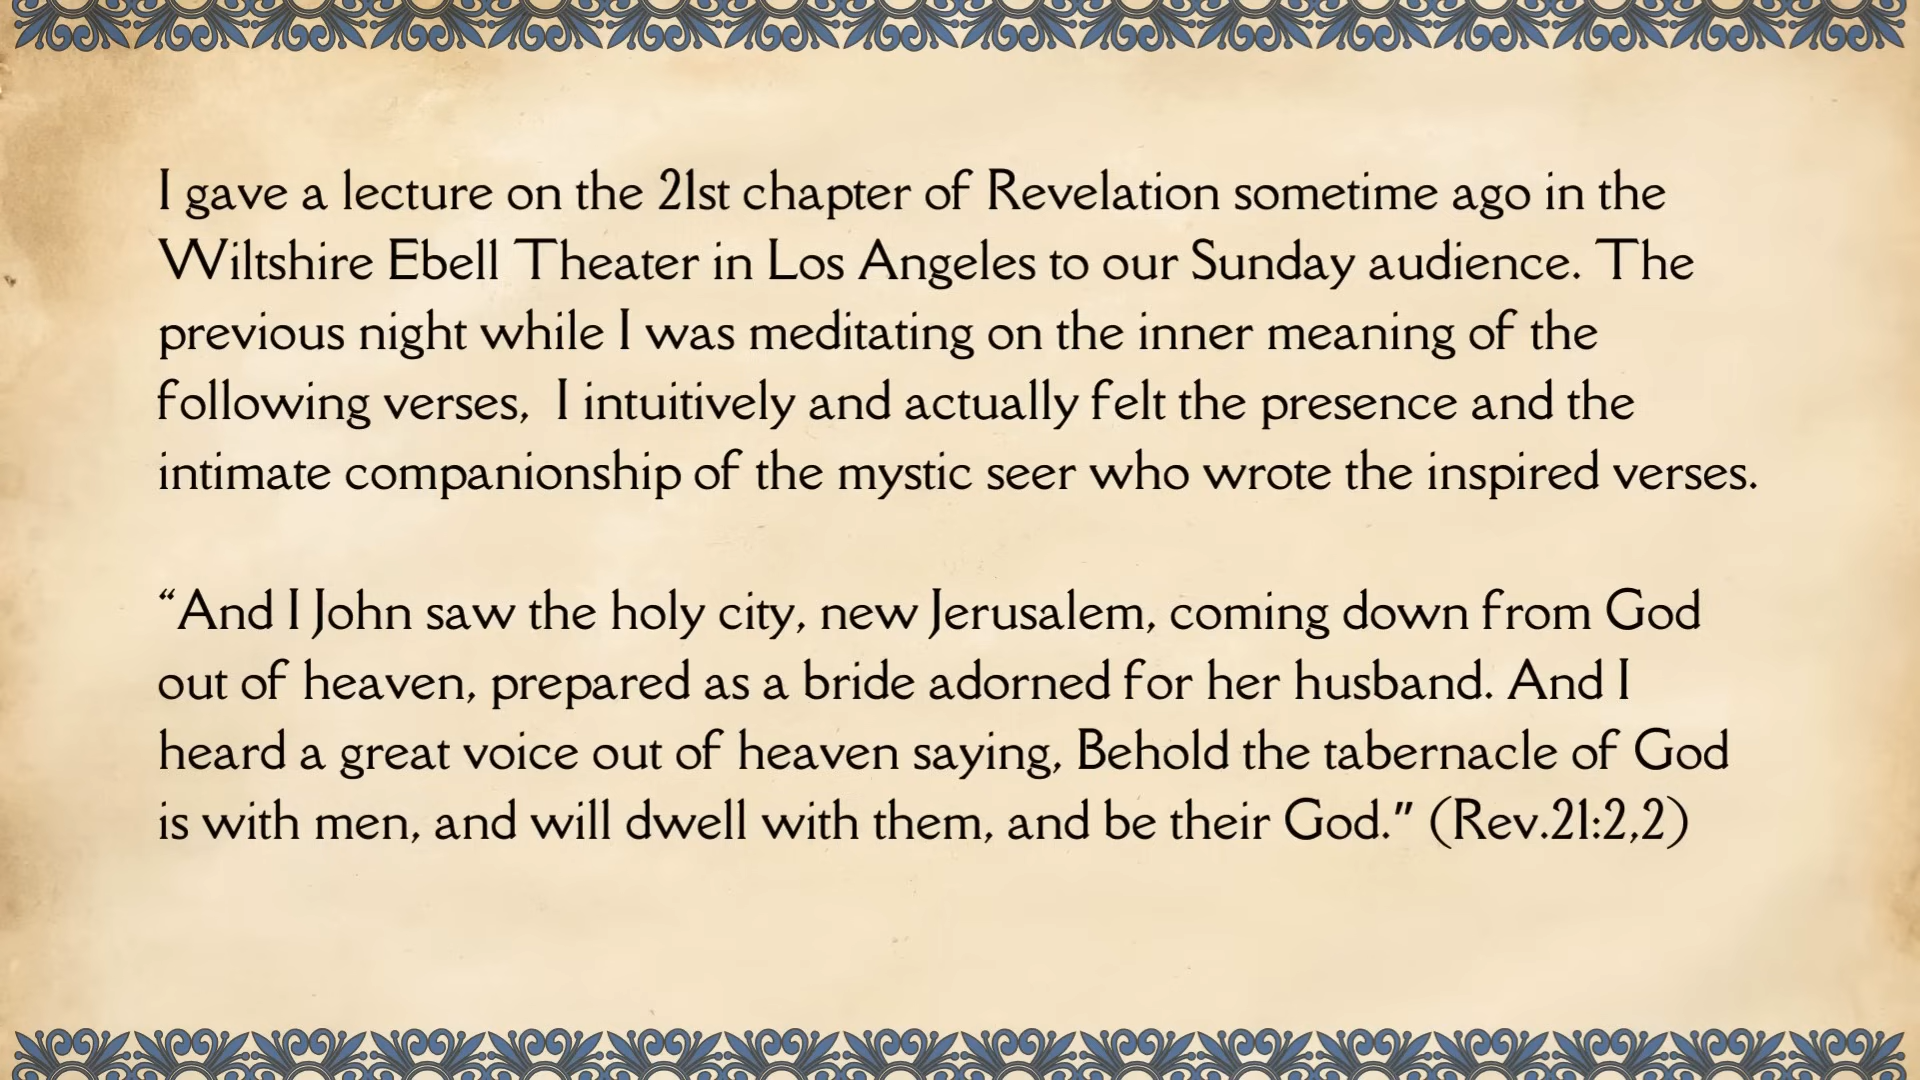 I gave a lecture on the 21st chapter of Revelation sometime ago in the
Wiltshire Ebell Theater in Los Angeles to our Sunday audience. The
previous night while I was meditating on the inner meaning of the
following verses,  I intuitively and actually felt the presence and the
intimate companionship of the mystic seer who wrote the inspired verses.
“And I John saw the holy city, new Jerusalem, coming down from God
out of heaven, prepared as a bride adorned for her husband. And I
heard a great voice out of heaven saying, Behold the tabernacle of God
is with men, and will dwell with them, and be their God.” (Rev.21:2,2)